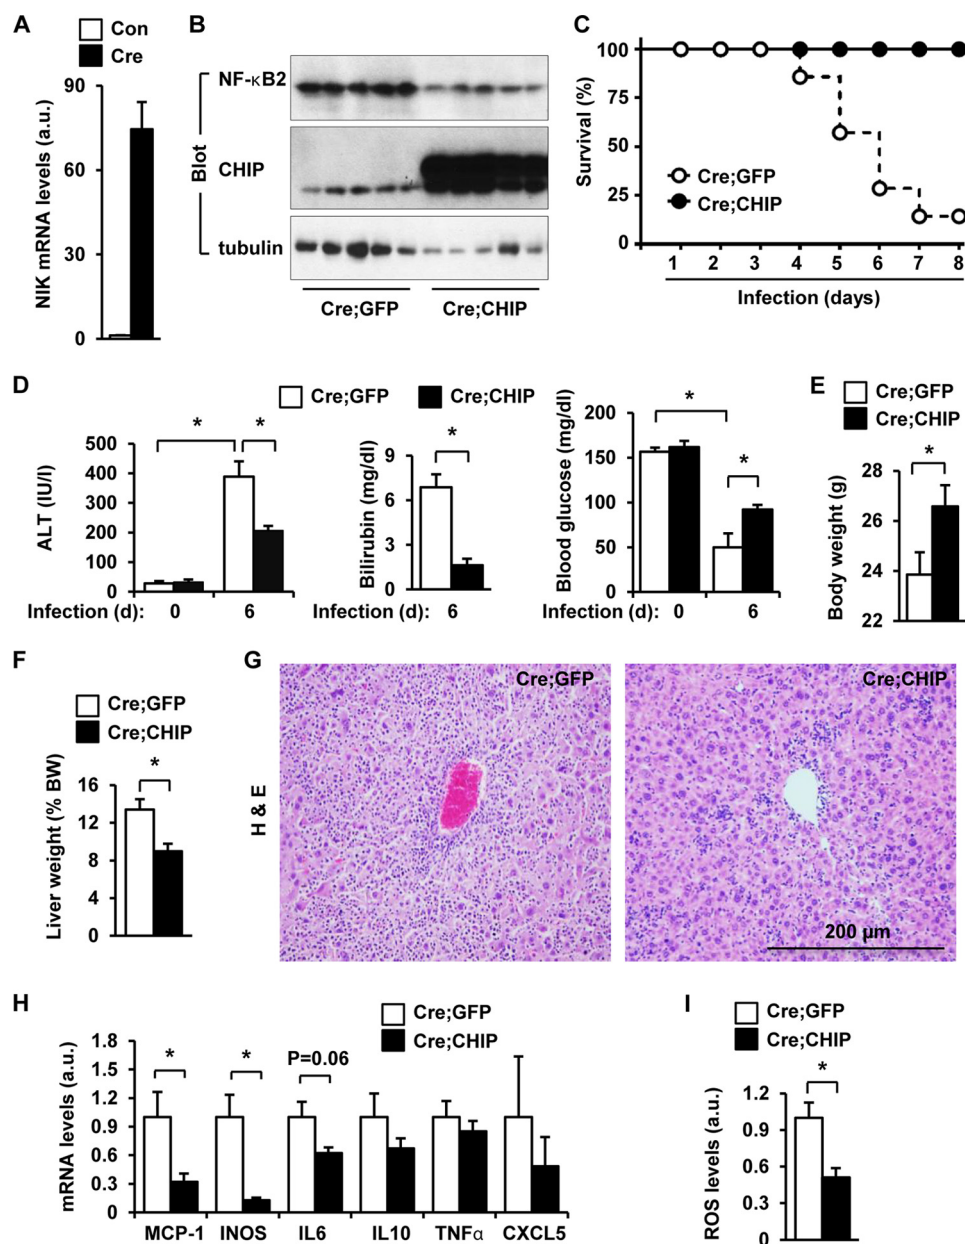 A
Con
Cre
NIK mRNA levels (a.u.)
90
60
30
0
B
Blot
NF-κB2
CHIP
tubulin
Cre;GFP
Cre;CHIP
C
Survival (%)
100
75
50
25
0
Cre;GFP
Cre;CHIP
1 2 3 4 5 6 7 8
Infection (days)
D
Cre;GFP
Cre;CHIP
ALT (IU/l)
500
400
300
200
100
0
* *
Infection (d): 0 6
Bilirubin (mg/dl)
9
6
3
0
*
Infection (d): 6
Blood glucose (mg/dl)
200
150
100
50
0
*
*
Infection (d): 0 6
E
Cre;GFP
Cre;CHIP
Body weight (g)
28
26
24
22
*
F
Cre;GFP
Cre;CHIP
Liver weight (% BW)
16
12
8
4
0
*
G
H & E
Cre;GFP
Cre;CHIP
200 μm
H
Cre;GFP
Cre;CHIP
mRNA levels (a.u.)
1.8
1.5
1.2
0.9
0.6
0.3
0
* * P=0.06
MCP-1 INOS IL6 IL10 TNFα CXCL5
I
Cre;GFP
Cre;CHIP
ROS levels (a.u.)
1.2
0.9
0.6
0.3
0
*